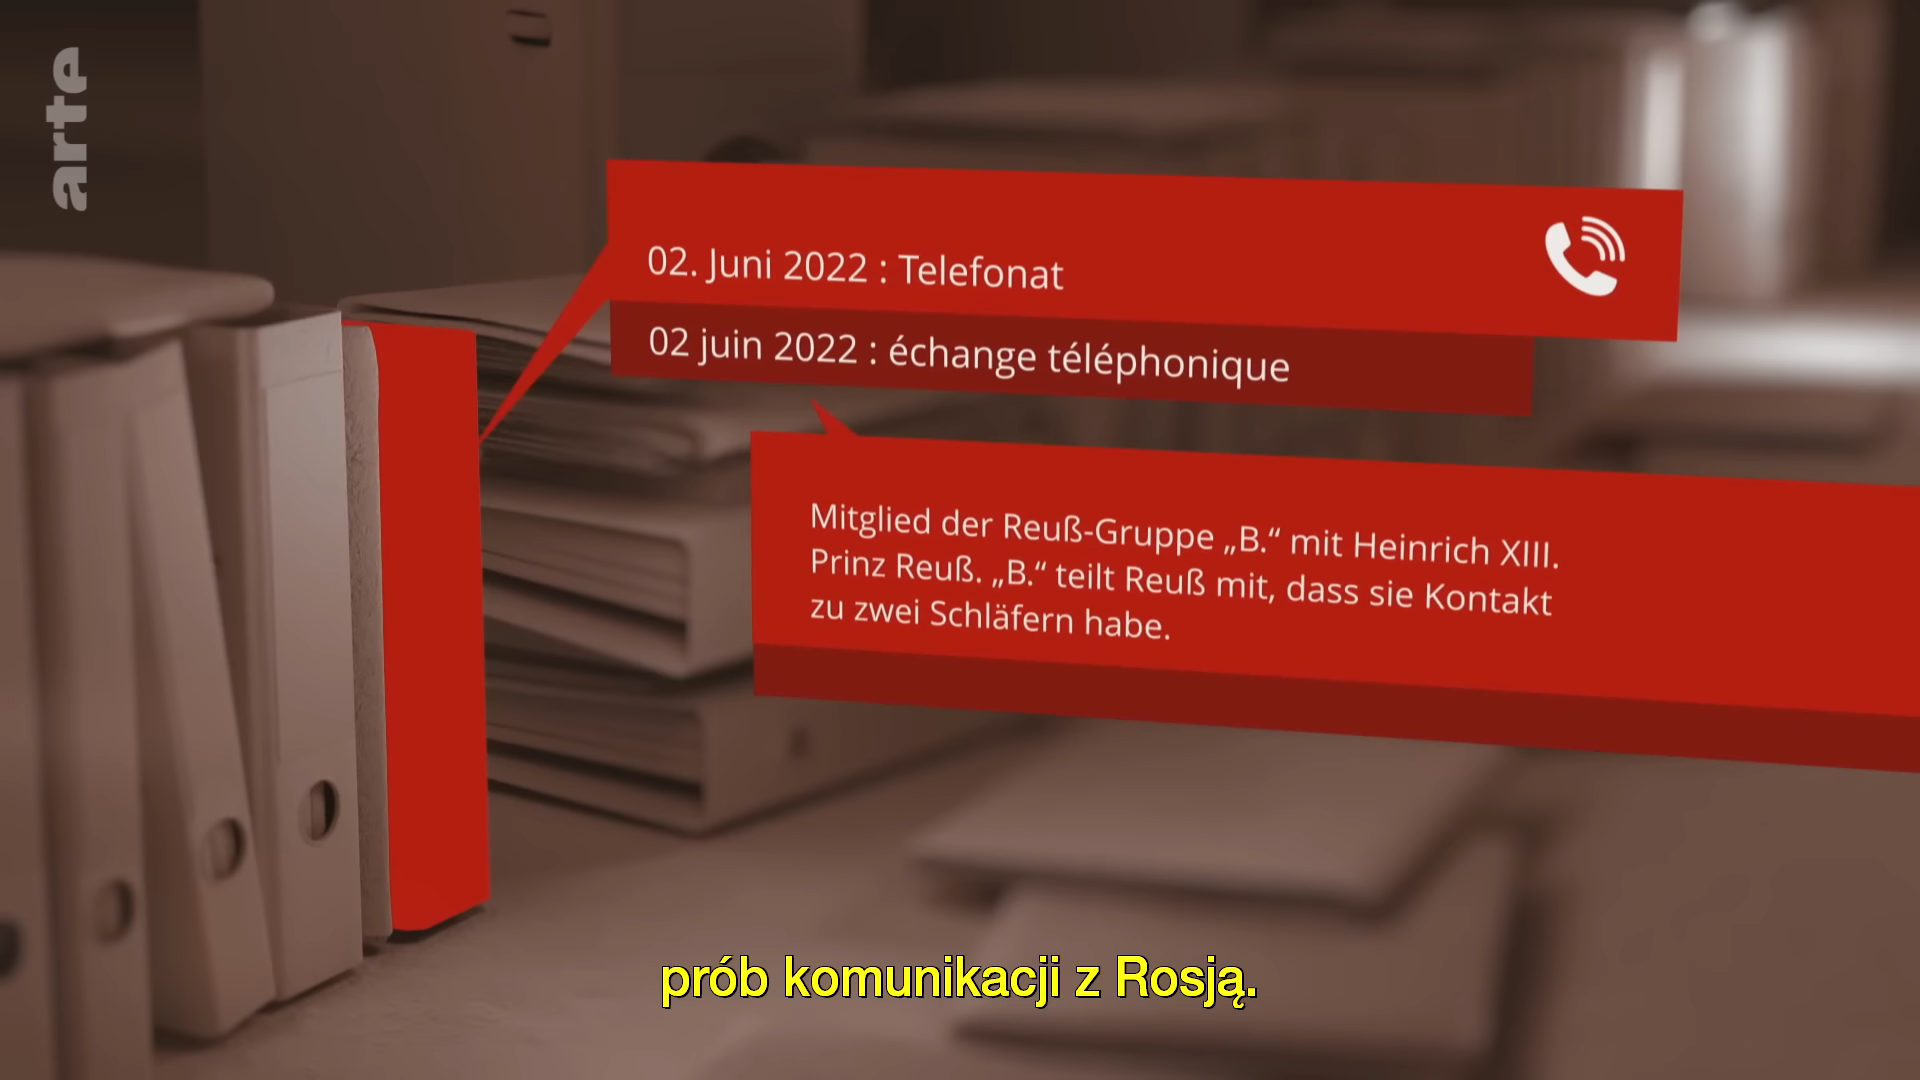 arte
02. Juni 2022 : Telefonat
02 juin 2022 : échange téléphonique
Mitglied der Reuß-Gruppe „B.“ mit Heinrich XIII.
Prinz Reuß. „B.“ teilt Reuß mit, dass sie Kontakt
zu zwei Schläfern habe.
prób komunikacji z Rosją.